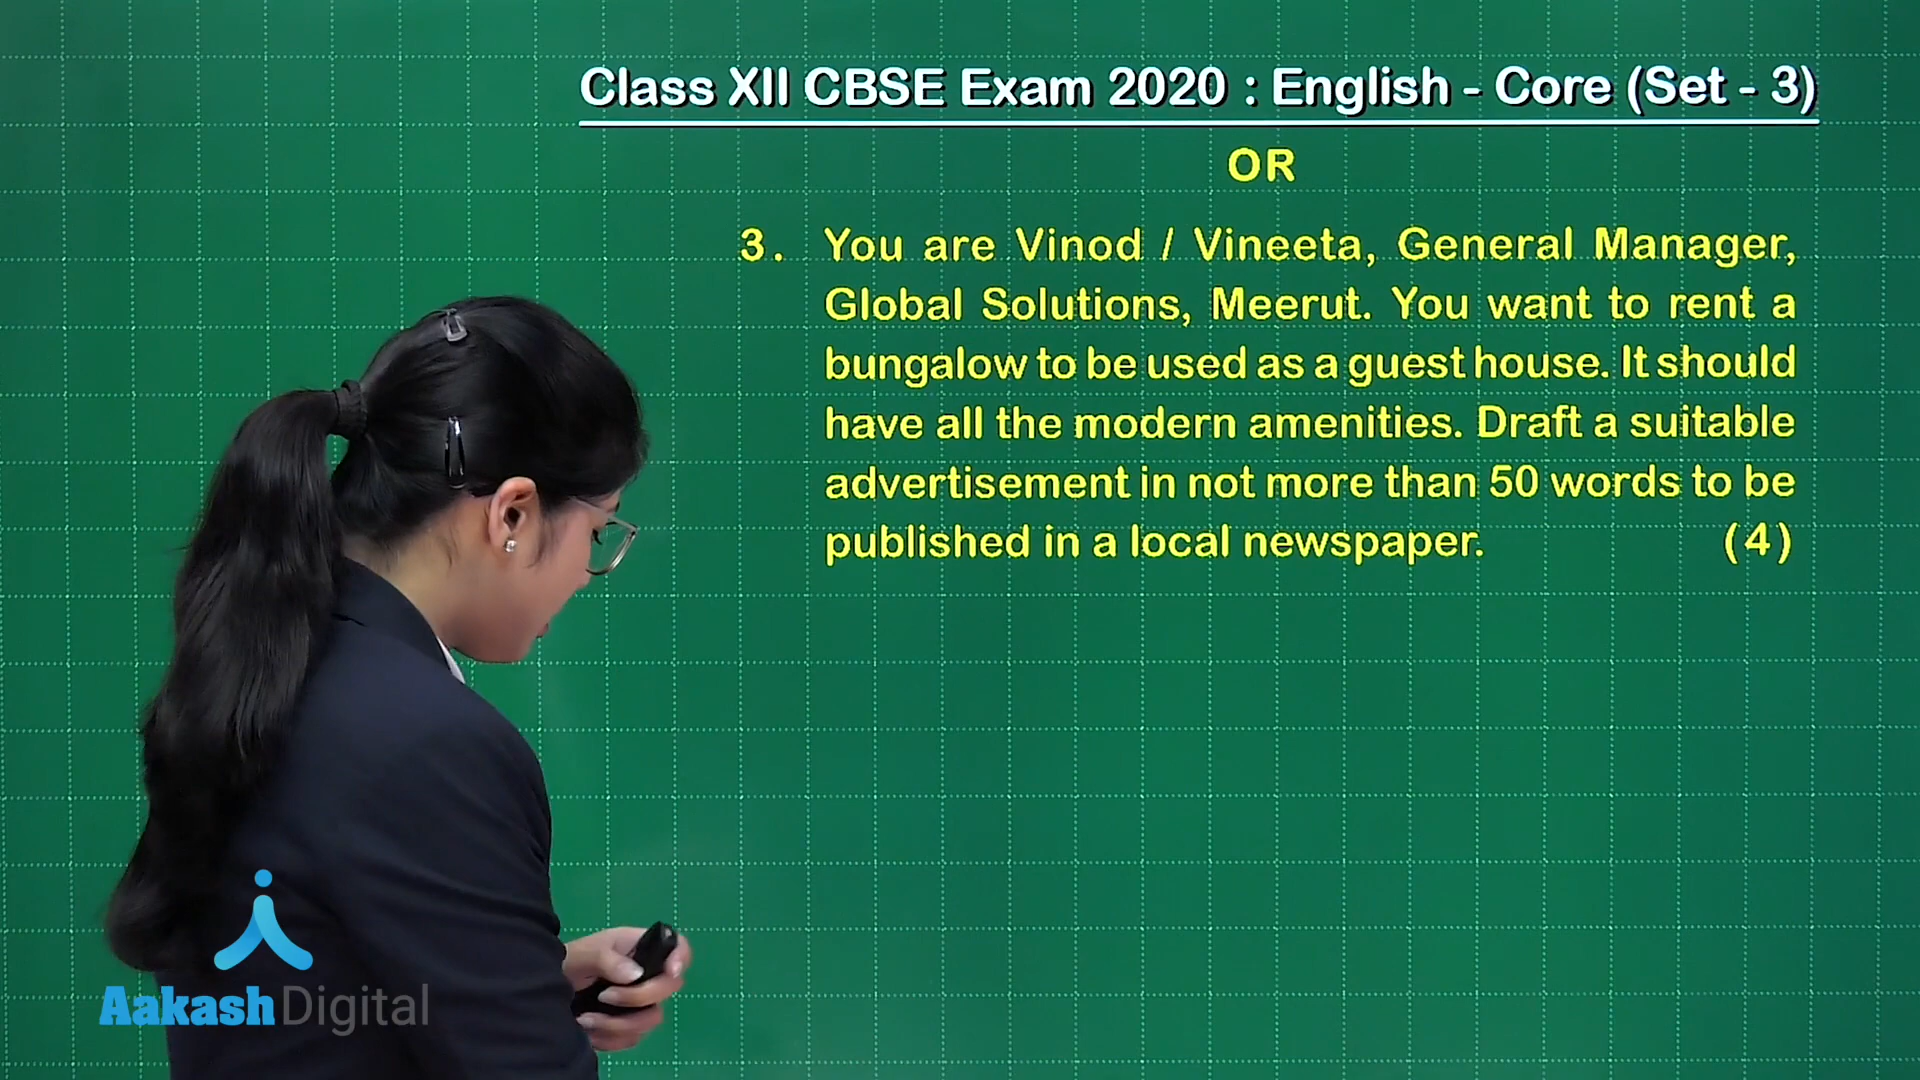 Class XII CBSE Exam 2020 : English - Core (Set - 3)
OR
3. You are Vinod / Vineeta, General Manager,
Global Solutions, Meerut. You want to rent a
bungalow to be used as a guest house. It should
have all the modern amenities. Draft a suitable
advertisement in not more than 50 words to be
published in a local newspaper. (4)
Aakash Digital